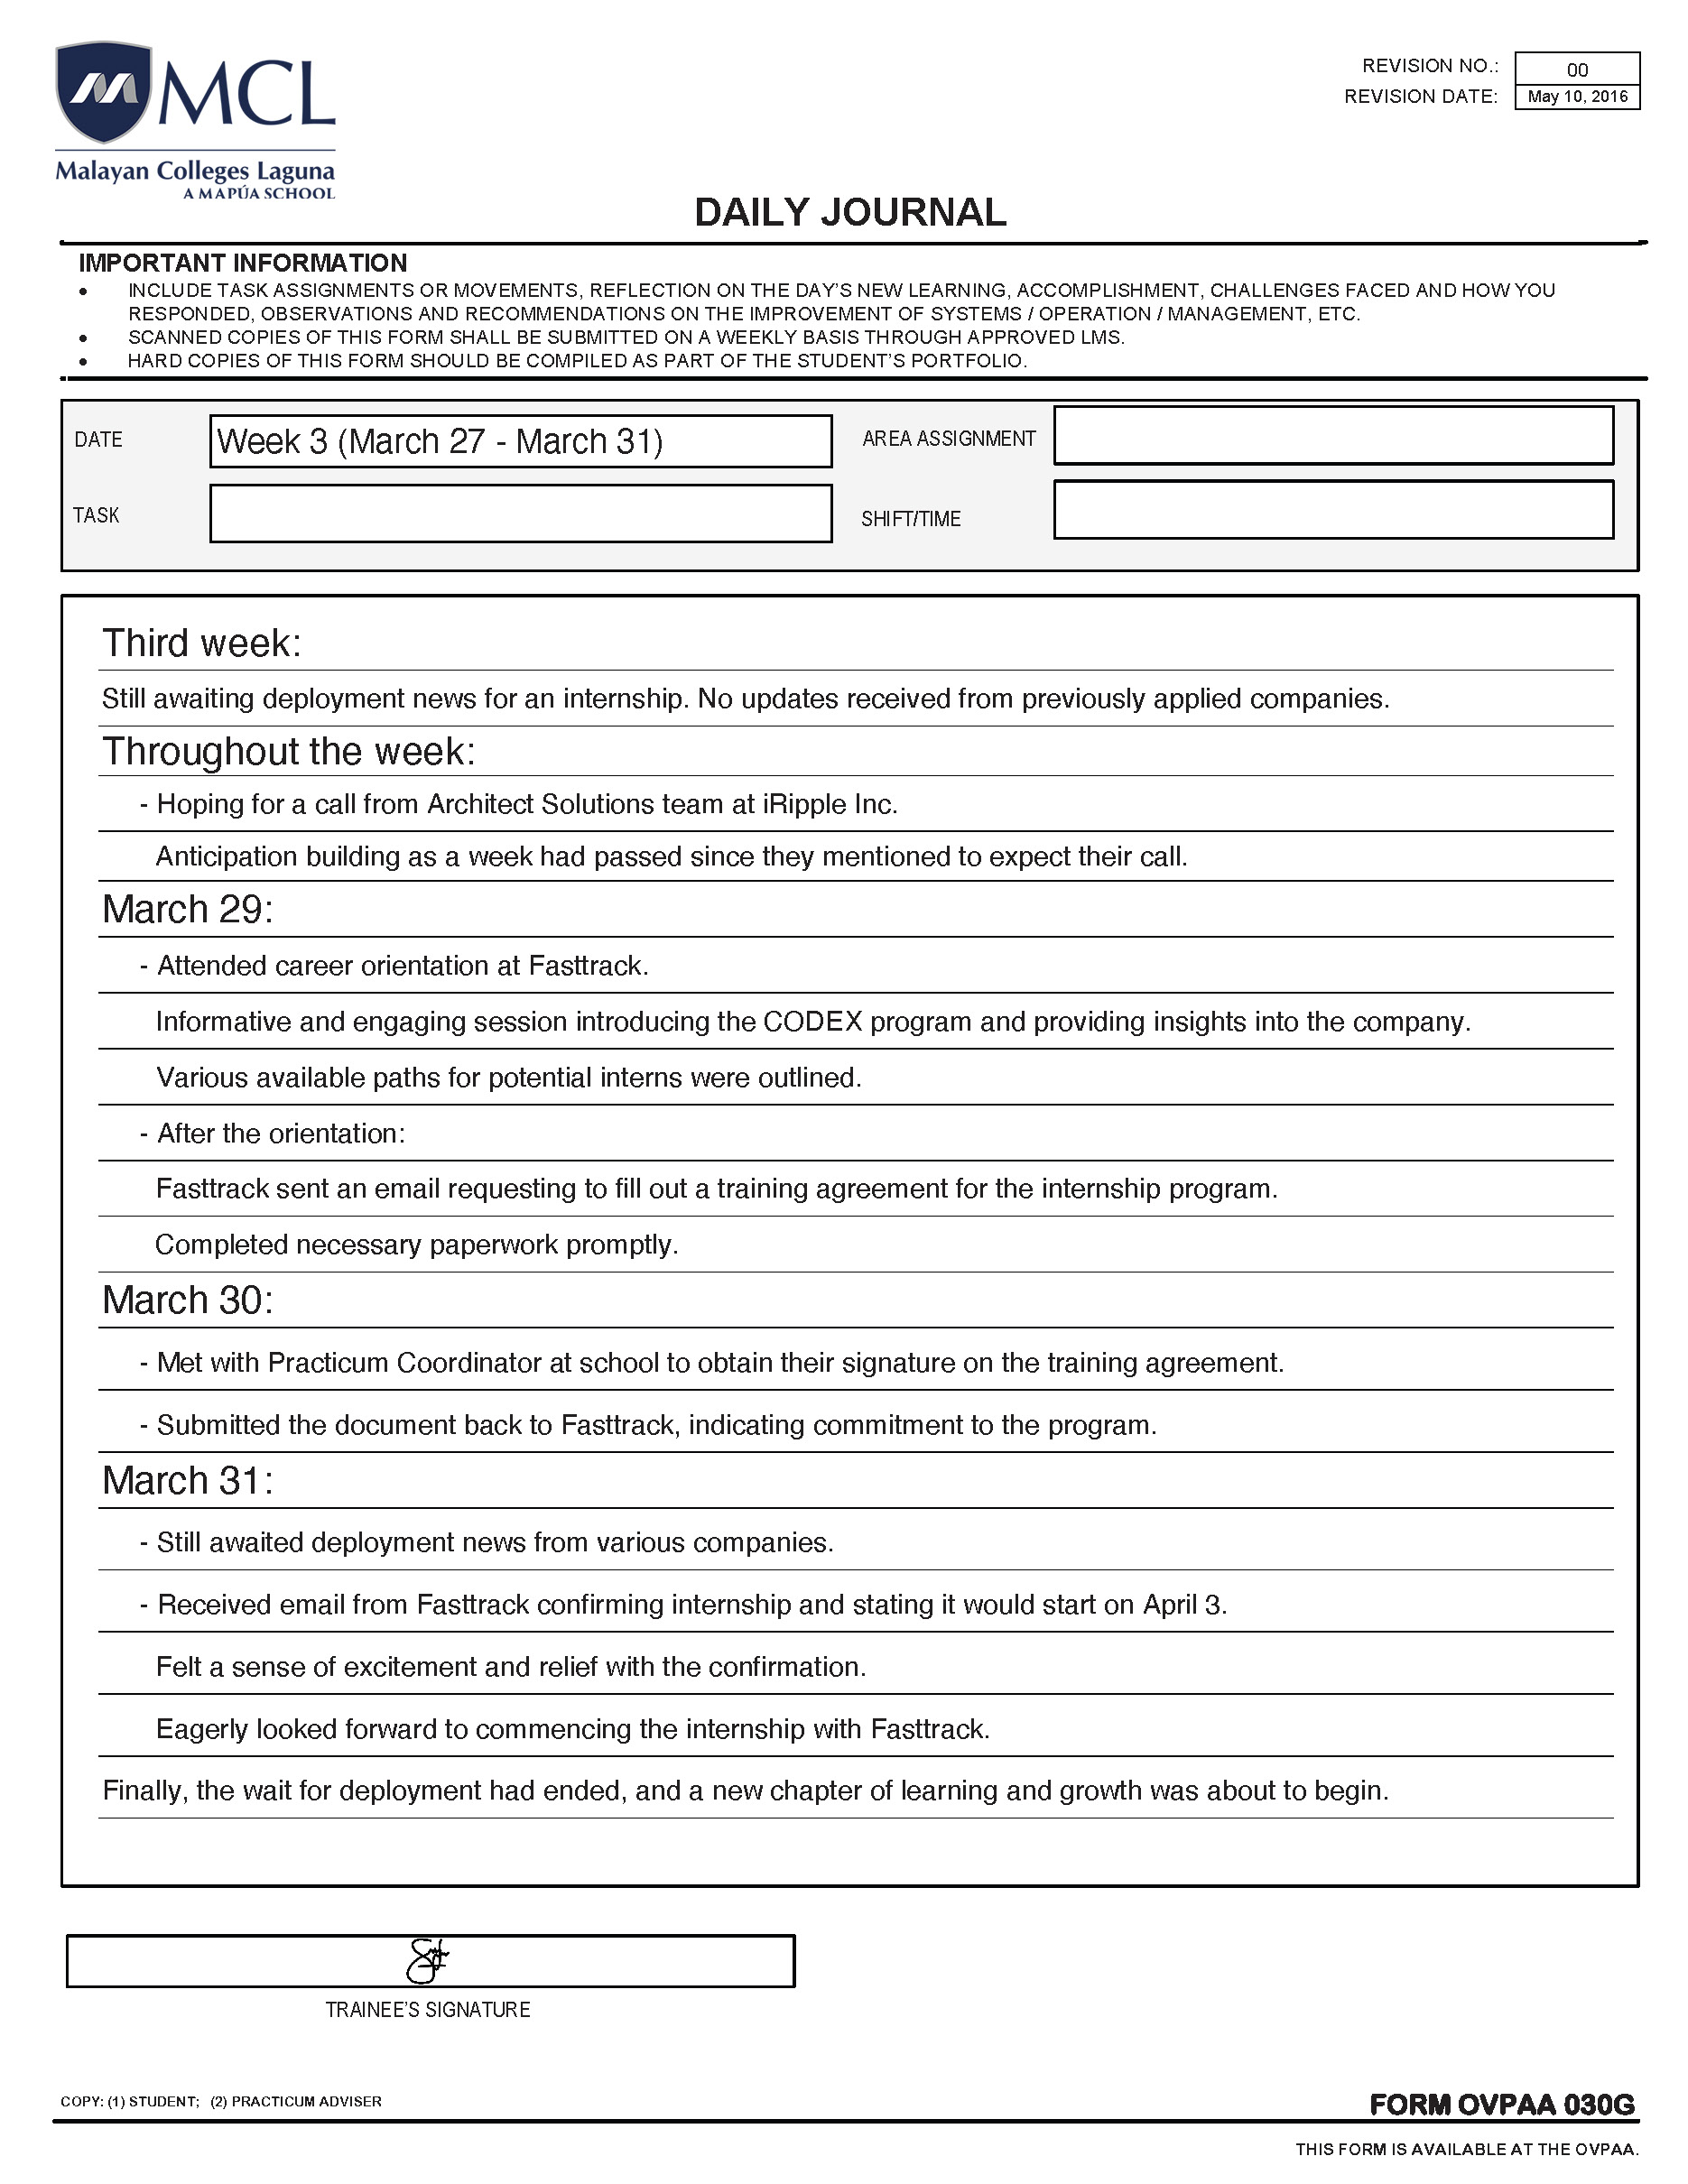 MCL
Malayan Colleges Laguna
A MAPÚA SCHOOL
REVISION NO.: 00
REVISION DATE: May 10, 2016
DAILY JOURNAL
IMPORTANT INFORMATION
• INCLUDE TASK ASSIGNMENTS OR MOVEMENTS, REFLECTION ON THE DAY'S NEW LEARNING, ACCOMPLISHMENT, CHALLENGES FACED AND HOW YOU
RESPONDED, OBSERVATIONS AND RECOMMENDATIONS ON THE IMPROVEMENT OF SYSTEMS / OPERATION / MANAGEMENT, ETC.
• SCANNED COPIES OF THIS FORM SHALL BE SUBMITTED ON A WEEKLY BASIS THROUGH APPROVED LMS.
• HARD COPIES OF THIS FORM SHOULD BE COMPILED AS PART OF THE STUDENT'S PORTFOLIO.
DATE Week 3 (March 27 - March 31) AREA ASSIGNMENT
TASK SHIFT/TIME
Third week:
Still awaiting deployment news for an internship. No updates received from previously applied companies.
Throughout the week:
- Hoping for a call from Architect Solutions team at iRipple Inc.
Anticipation building as a week had passed since they mentioned to expect their call.
March 29:
- Attended career orientation at Fasttrack.
Informative and engaging session introducing the CODEX program and providing insights into the company.
Various available paths for potential interns were outlined.
- After the orientation:
Fasttrack sent an email requesting to fill out a training agreement for the internship program.
Completed necessary paperwork promptly.
March 30:
- Met with Practicum Coordinator at school to obtain their signature on the training agreement.
- Submitted the document back to Fasttrack, indicating commitment to the program.
March 31:
- Still awaited deployment news from various companies.
- Received email from Fasttrack confirming internship and stating it would start on April 3.
Felt a sense of excitement and relief with the confirmation.
Eagerly looked forward to commencing the internship with Fasttrack.
Finally, the wait for deployment had ended, and a new chapter of learning and growth was about to begin.
TRAINEE'S SIGNATURE
COPY: (1) STUDENT; (2) PRACTICUM ADVISER
FORM OVPAA 030G
THIS FORM IS AVAILABLE AT THE OVPAA.